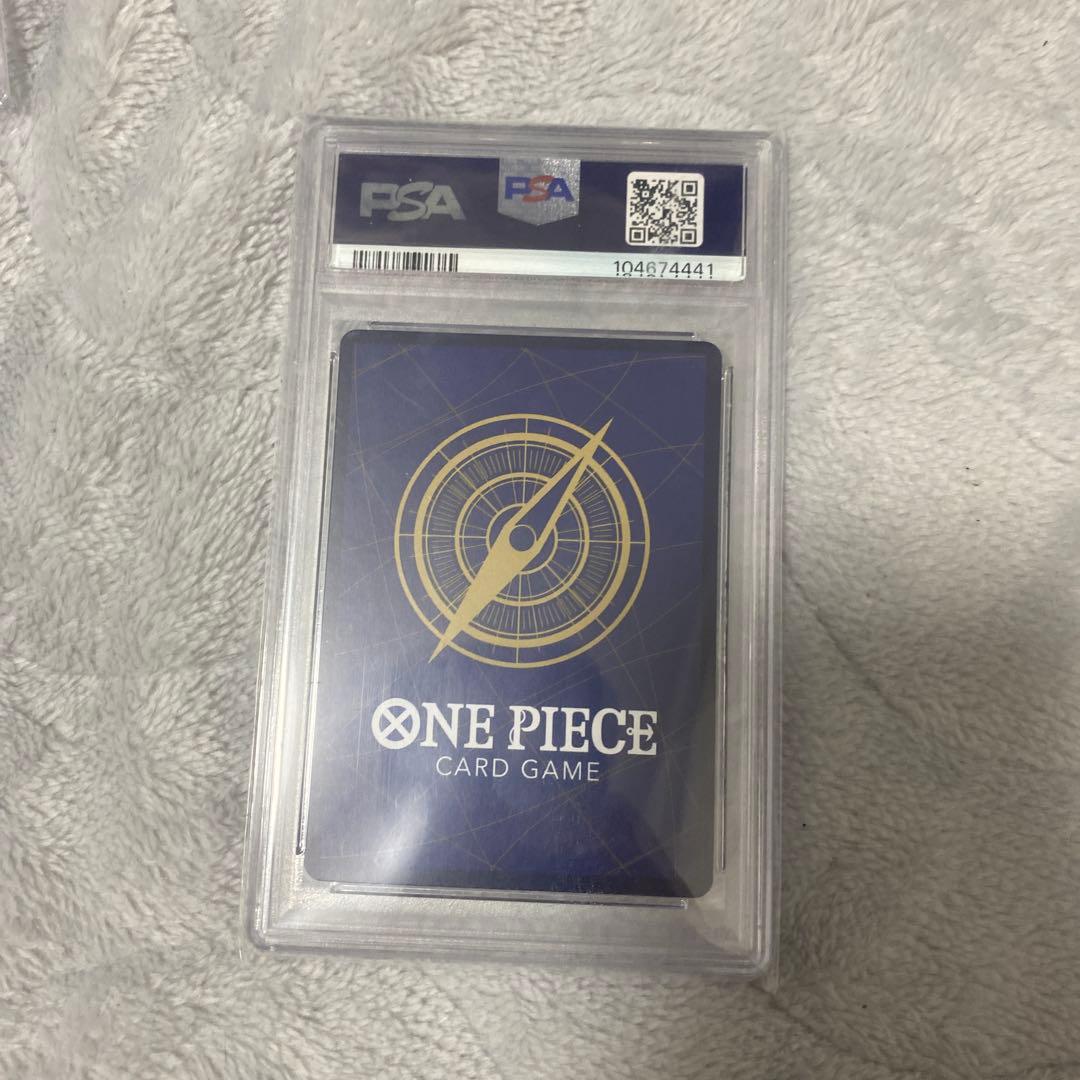 PSA
PSA
104674441
ONE PIECE
CARD GAME